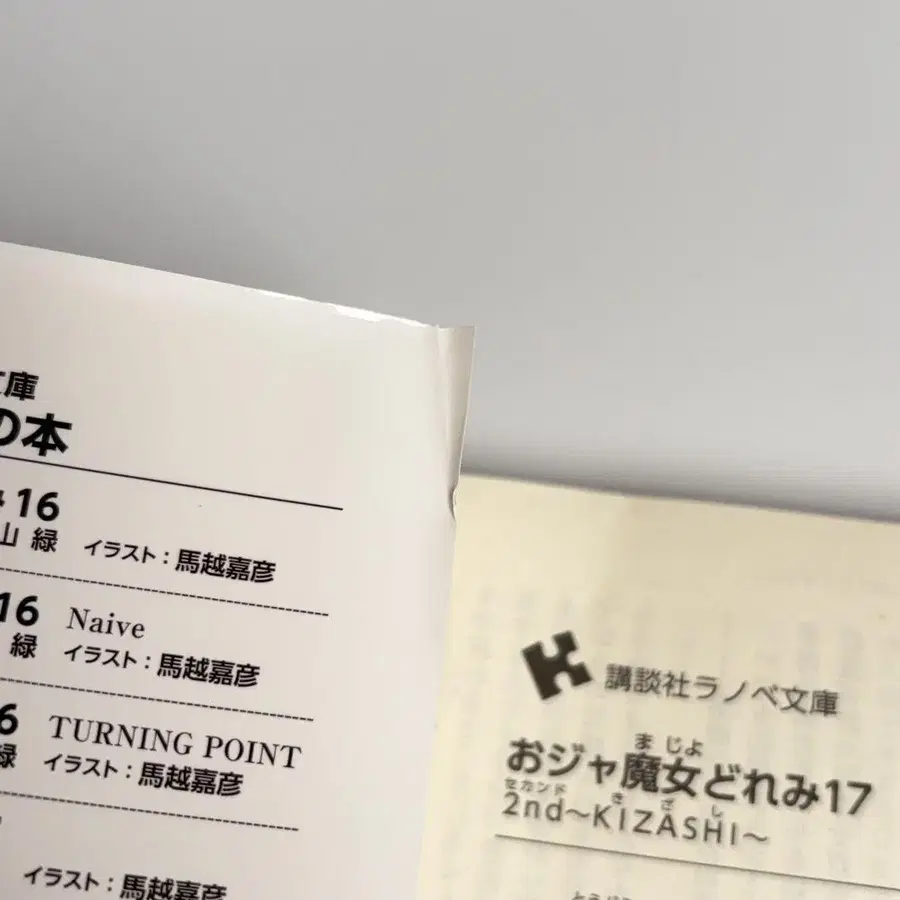 文庫
の本
16
山 緑 イラスト：馬越嘉彦
16 Naive
緑 イラスト：馬越嘉彦
6 TURNING POINT
緑 イラスト：馬越嘉彦
イラスト：馬越嘉彦
講談社ラノベ文庫
ま じょ
おジャ魔女どれみ17
セカンド き ざ し
2nd～KIZASHI～